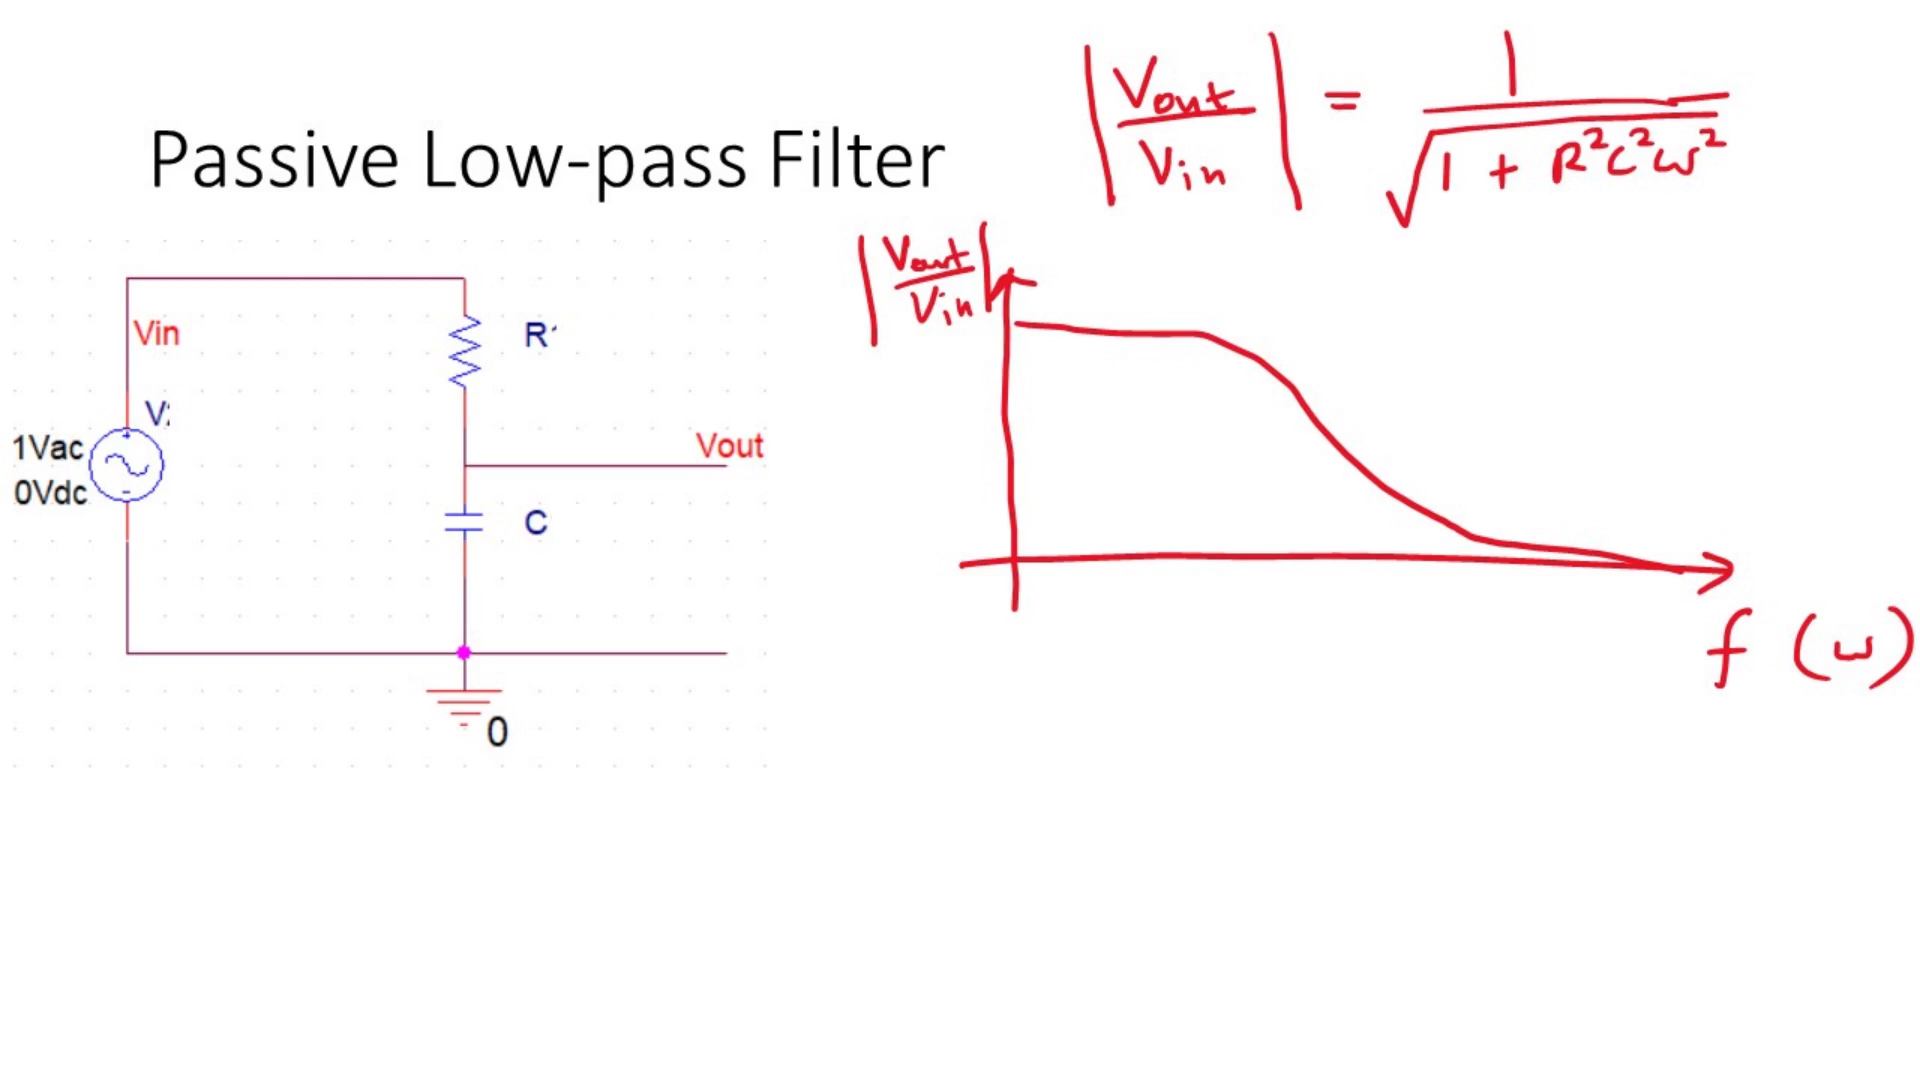 Passive Low-pass Filter
|Vout/Vin| = 1/√(1 + R²C²ω²)
|Vout/Vin|
Vin
R
1Vac
0Vdc
Vout
C
0
f (ω)